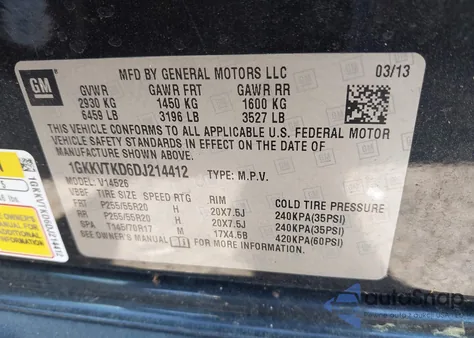 GM
MFD BY GENERAL MOTORS LLC
03/13
GVWR GAWR FRT GAWR RR
2930 KG 1450 KG 1600 KG
6459 LB 3196 LB 3527 LB
THIS VEHICLE CONFORMS TO ALL APPLICABLE U.S. FEDERAL MOTOR
VEHICLE SAFETY STANDARDS IN EFFECT ON THE DATE OF
MANUFACTURE SHOWN ABOVE.
1GKKVTKD6DJ214412 TYPE: M.P.V.
MODEL: V14526
TIRE SIZE SPEED RTG RIM COLD TIRE PRESSURE
FRT P255/55R20 H 20X7.5J 240KPA(35PSI)
RR P255/55R20 H 20X7.5J 240KPA(35PSI)
SPA T145/70R17 M 17X4.5B 420KPA(60PSI)
SEE OWNER'S MANUAL FOR ADDITIONAL INFORMATION.
1GKKVTKD6DJ214412
OWNER'S
autoSnap